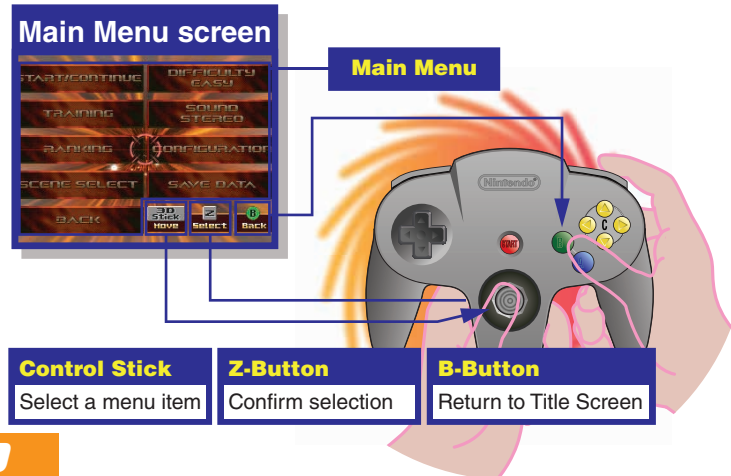 Main Menu screen
START/CONTINUE
DIFFICULTY
EASY
TRAINING
SOUND
STEREO
RANKING
CONFIGURATION
SCENE SELECT
SAVE DATA
BACK
3D
Stick
Move
Z
Select
B
Back
Main Menu
Nintendo®
START
B
C
Control Stick
Select a menu item
Z-Button
Confirm selection
B-Button
Return to Title Screen